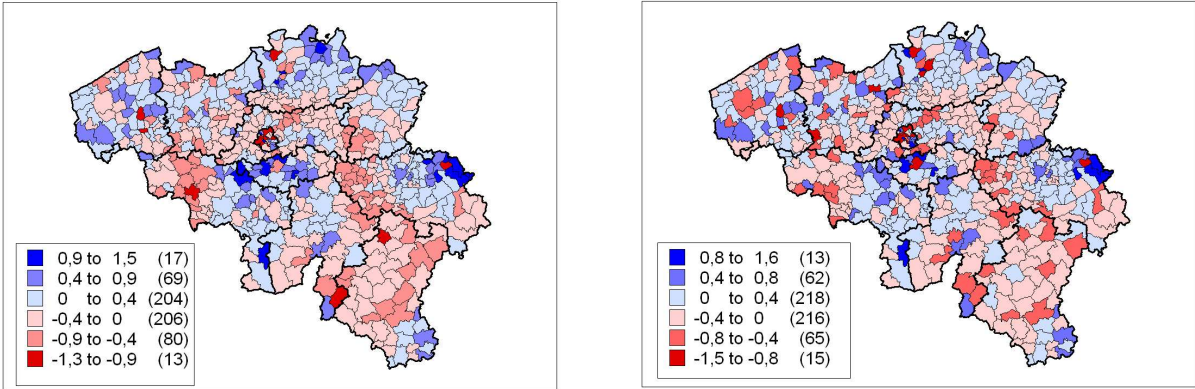 0,9 to 1,5 (17)
0,4 to 0,9 (69)
0 to 0,4 (204)
-0,4 to 0 (206)
-0,9 to -0,4 (80)
-1,3 to -0,9 (13)
0,8 to 1,6 (13)
0,4 to 0,8 (62)
0 to 0,4 (218)
-0,4 to 0 (216)
-0,8 to -0,4 (65)
-1,5 to -0,8 (15)